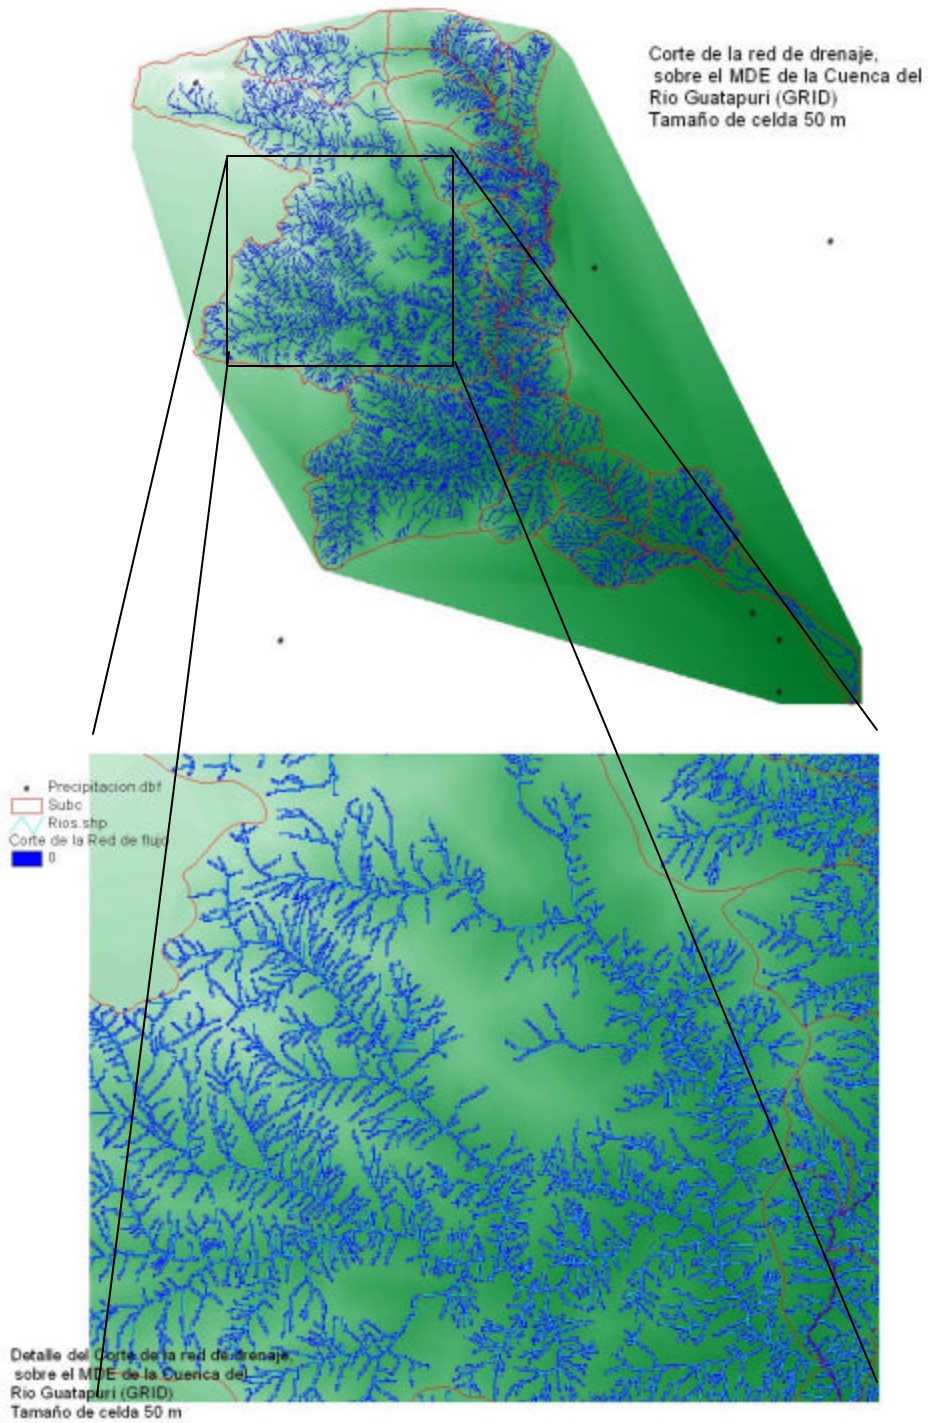 Corte de la red de drenaje,
sobre el MDE de la Cuenca del
Rio Guatapuri (GRID)
Tamaño de celda 50 m
Precipitacion.dbf
Subc
Rios.shp
Corte de la Red de flujo
0
Detalle del Corte de la red de drenaje,
sobre el MDE de la Cuenca del
Rio Guatapuri (GRID)
Tamaño de celda 50 m